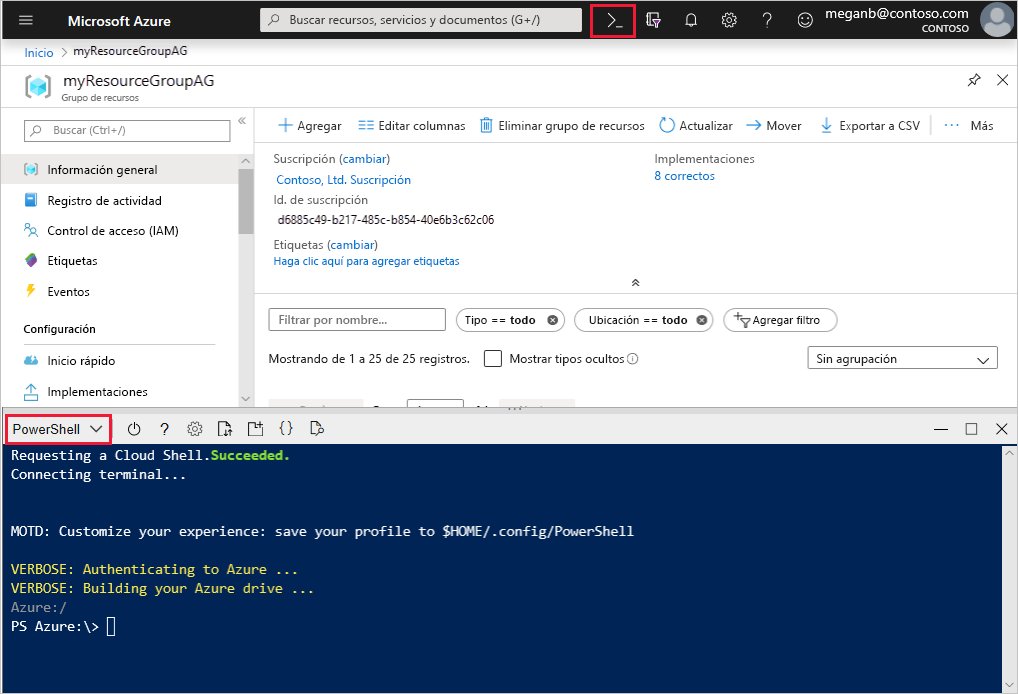 Microsoft Azure
Buscar recursos, servicios y documentos (G+/)
meganb@contoso.com
CONTOSO
Inicio > myResourceGroupAG
myResourceGroupAG
Grupo de recursos
Buscar (Ctrl+/)
«
Agregar
Editar columnas
Eliminar grupo de recursos
Actualizar
Mover
Exportar a CSV
··· Más
Información general
Registro de actividad
Control de acceso (IAM)
Etiquetas
Eventos
Configuración
Inicio rápido
Implementaciones
Suscripción (cambiar)
Contoso, Ltd. Suscripción
Id. de suscripción
d6885c49-b217-485c-b854-40e6b3c62c06
Etiquetas (cambiar)
Haga clic aquí para agregar etiquetas
Implementaciones
8 correctos
Filtrar por nombre...
Tipo == todo
Ubicación == todo
Agregar filtro
Mostrando de 1 a 25 de 25 registros.
Mostrar tipos ocultos
Sin agrupación
PowerShell
Requesting a Cloud Shell.Succeeded.
Connecting terminal...
MOTD: Customize your experience: save your profile to $HOME/.config/PowerShell
VERBOSE: Authenticating to Azure ...
VERBOSE: Building your Azure drive ...
Azure:/
PS Azure:\>